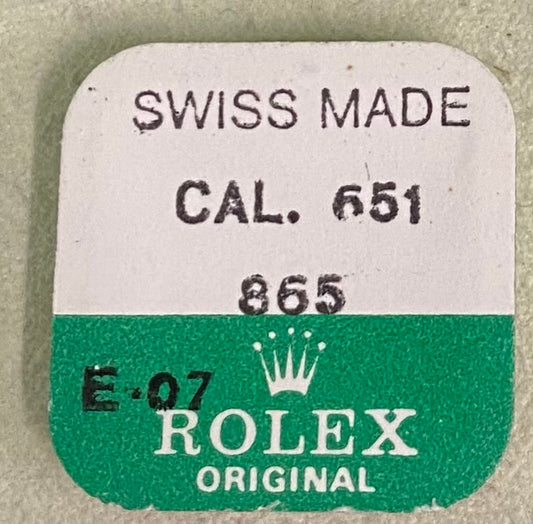 SWISS MADE
CAL. 651
865
E-07
ROLEX
ORIGINAL